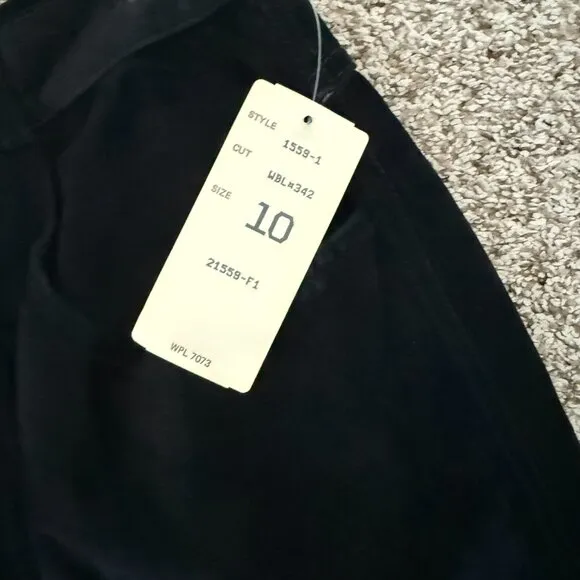 STYLE 1559-1
CUT WBL#342
SIZE 10
21559-F1
WPL 7073